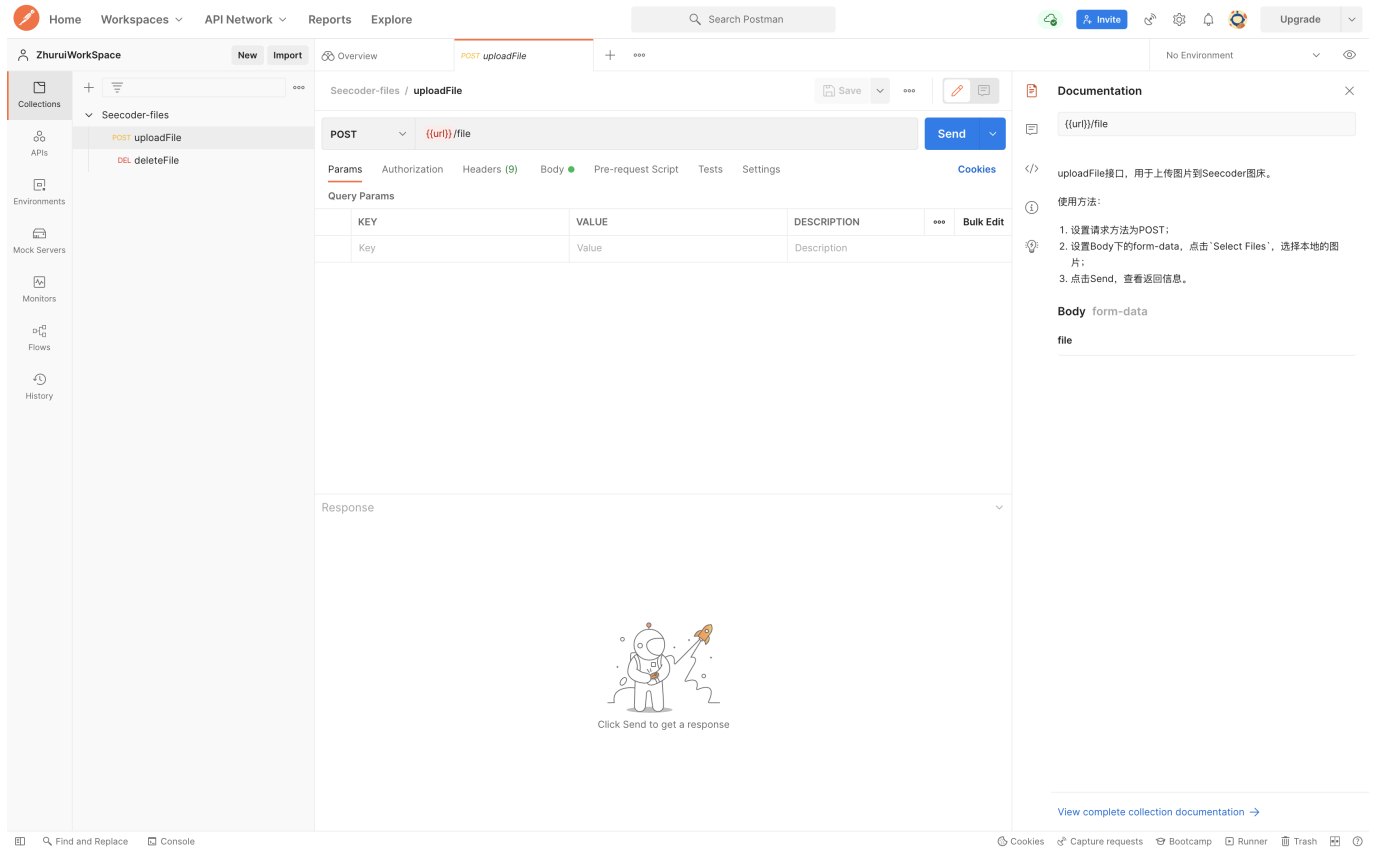 Home Workspaces API Network Reports Explore Search Postman Invite Upgrade
ZhuruiWorkSpace New Import Overview POST uploadFile No Environment
Collections
APIs
Environments
Mock Servers
Monitors
Flows
History
Seecoder-files
POST uploadFile
DEL deleteFile
Seecoder-files / uploadFile Save
POST {{url}}/file Send
Params Authorization Headers (9) Body Pre-request Script Tests Settings Cookies
Query Params
KEY VALUE DESCRIPTION Bulk Edit
Key Value Description
Response
Click Send to get a response
Documentation
{{url}}/file
uploadFile接口，用于上传图片到Seecoder图床。
使用方法：
1. 设置请求方法为POST；
2. 设置Body下的form-data，点击`Select Files`，选择本地的图
片；
3. 点击Send，查看返回信息。
Body form-data
file
View complete collection documentation →
Find and Replace Console Cookies Capture requests Bootcamp Runner Trash